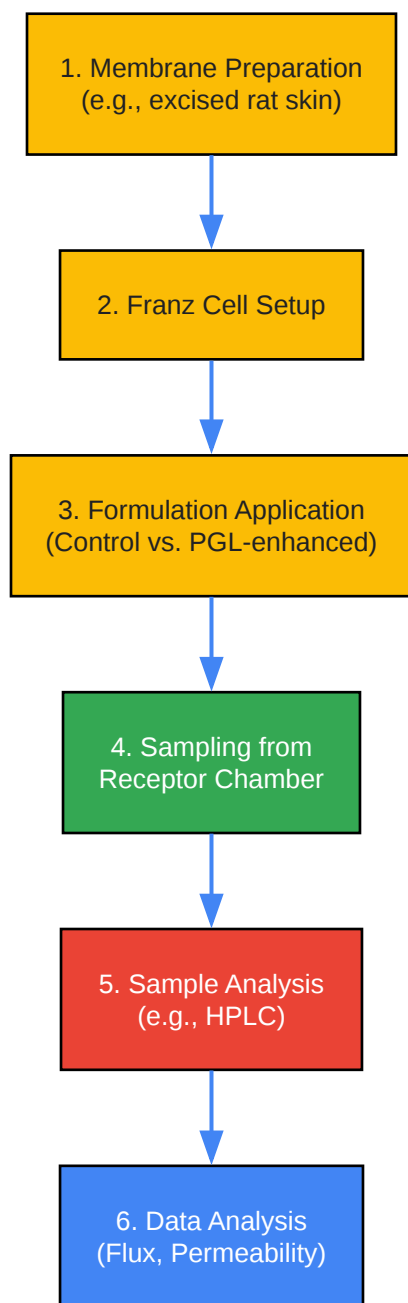 1. Membrane Preparation
(e.g., excised rat skin)
2. Franz Cell Setup
3. Formulation Application
(Control vs. PGL-enhanced)
4. Sampling from
Receptor Chamber
5. Sample Analysis
(e.g., HPLC)
6. Data Analysis
(Flux, Permeability)